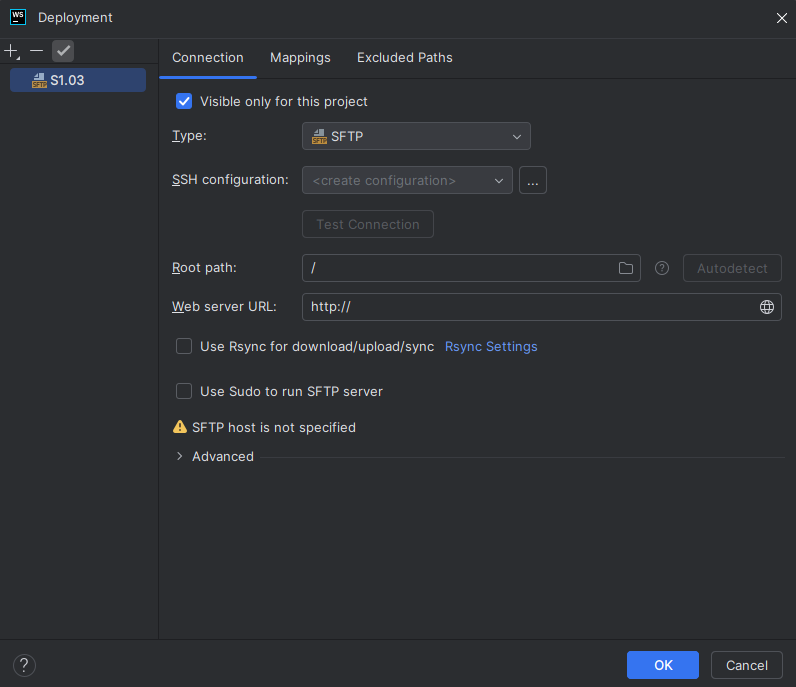 WS Deployment
SFTP S1.03
Connection Mappings Excluded Paths
Visible only for this project
Type: SFTP SFTP
SSH configuration: <create configuration> ...
Test Connection
Root path: / ? Autodetect
Web server URL: http://
Use Rsync for download/upload/sync Rsync Settings
Use Sudo to run SFTP server
SFTP host is not specified
Advanced
? OK Cancel